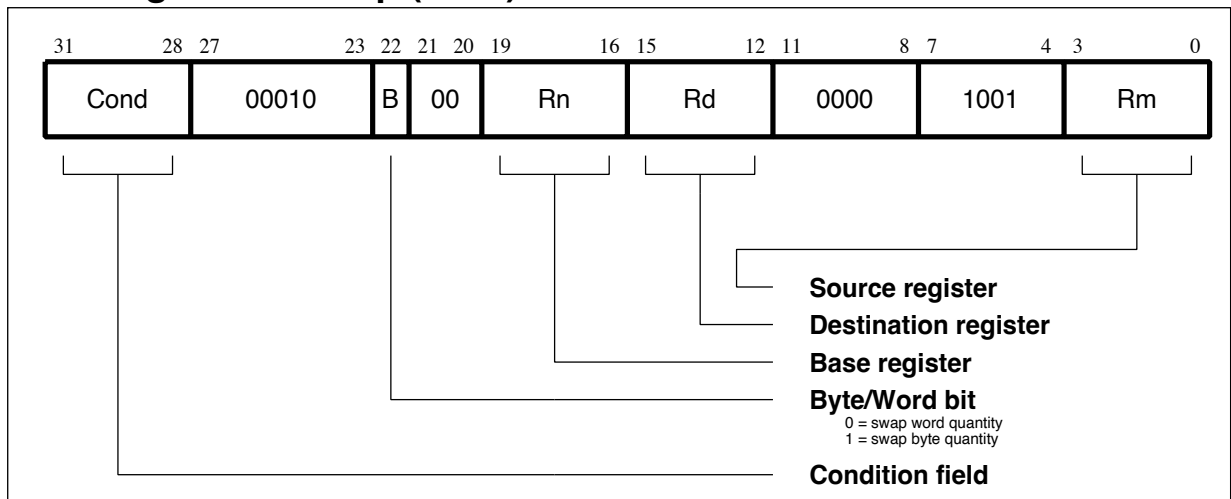 31 28 27 23 22 21 20 19 16 15 12 11 8 7 4 3 0
Cond 00010 B 00 Rn Rd 0000 1001 Rm
Source register
Destination register
Base register
Byte/Word bit
0 = swap word quantity
1 = swap byte quantity
Condition field